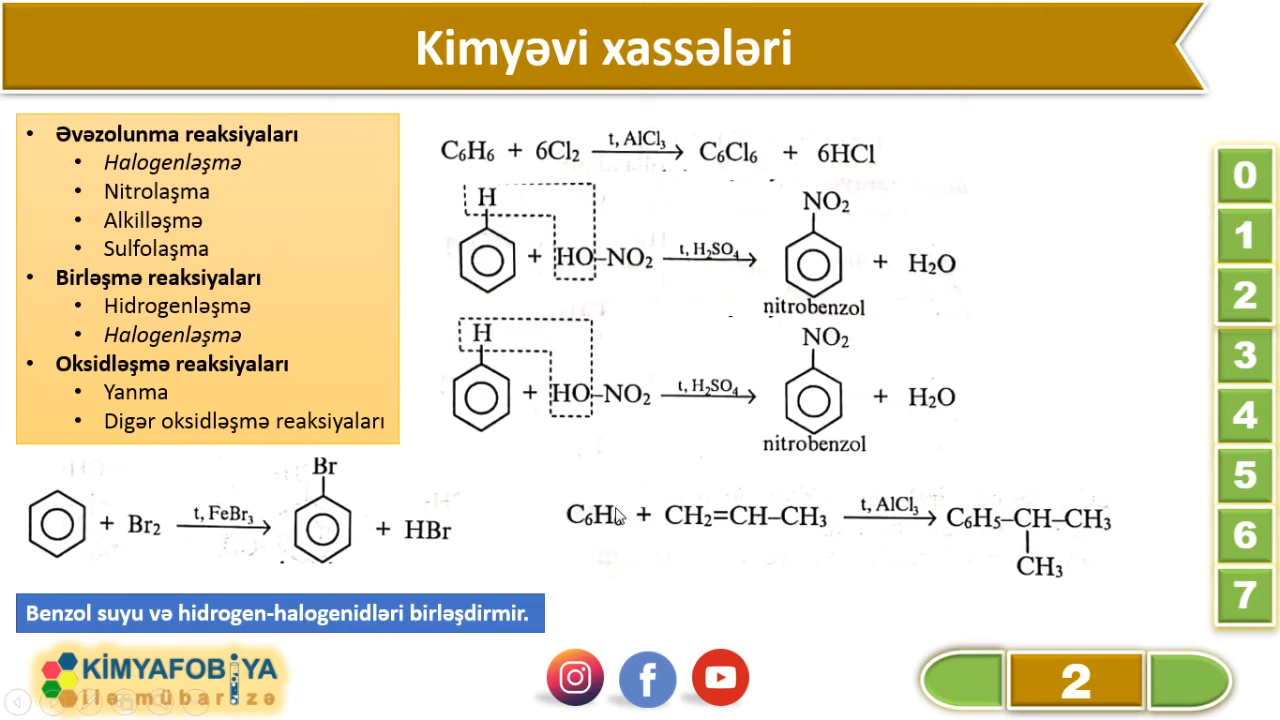 Kimyəvi xassələri
• Əvəzolunma reaksiyaları
• Halogenləşmə
• Nitrolaşma
• Alkilləşmə
• Sulfolaşma
• Birləşmə reaksiyaları
• Hidrogenləşmə
• Halogenləşmə
• Oksidləşmə reaksiyaları
• Yanma
• Digər oksidləşmə reaksiyaları
t, AlCl₃
C₆H₆ + 6Cl₂ → C₆Cl₆ + 6HCl
H
NO₂
t, H₂SO₄
+ HO–NO₂ → + H₂O
nitrobenzol
H
NO₂
t, H₂SO₄
+ HO–NO₂ → + H₂O
nitrobenzol
Br
t, FeBr₃
+ Br₂ → + HBr
t, AlCl₃
C₆H + CH₂=CH–CH₃ → C₆H₅–CH–CH₃
CH₃
Benzol suyu və hidrogen-halogenidləri birləşdirmir.
KİMYAFOBİYA
ilə mübarizə
0
1
2
3
4
5
6
7
2